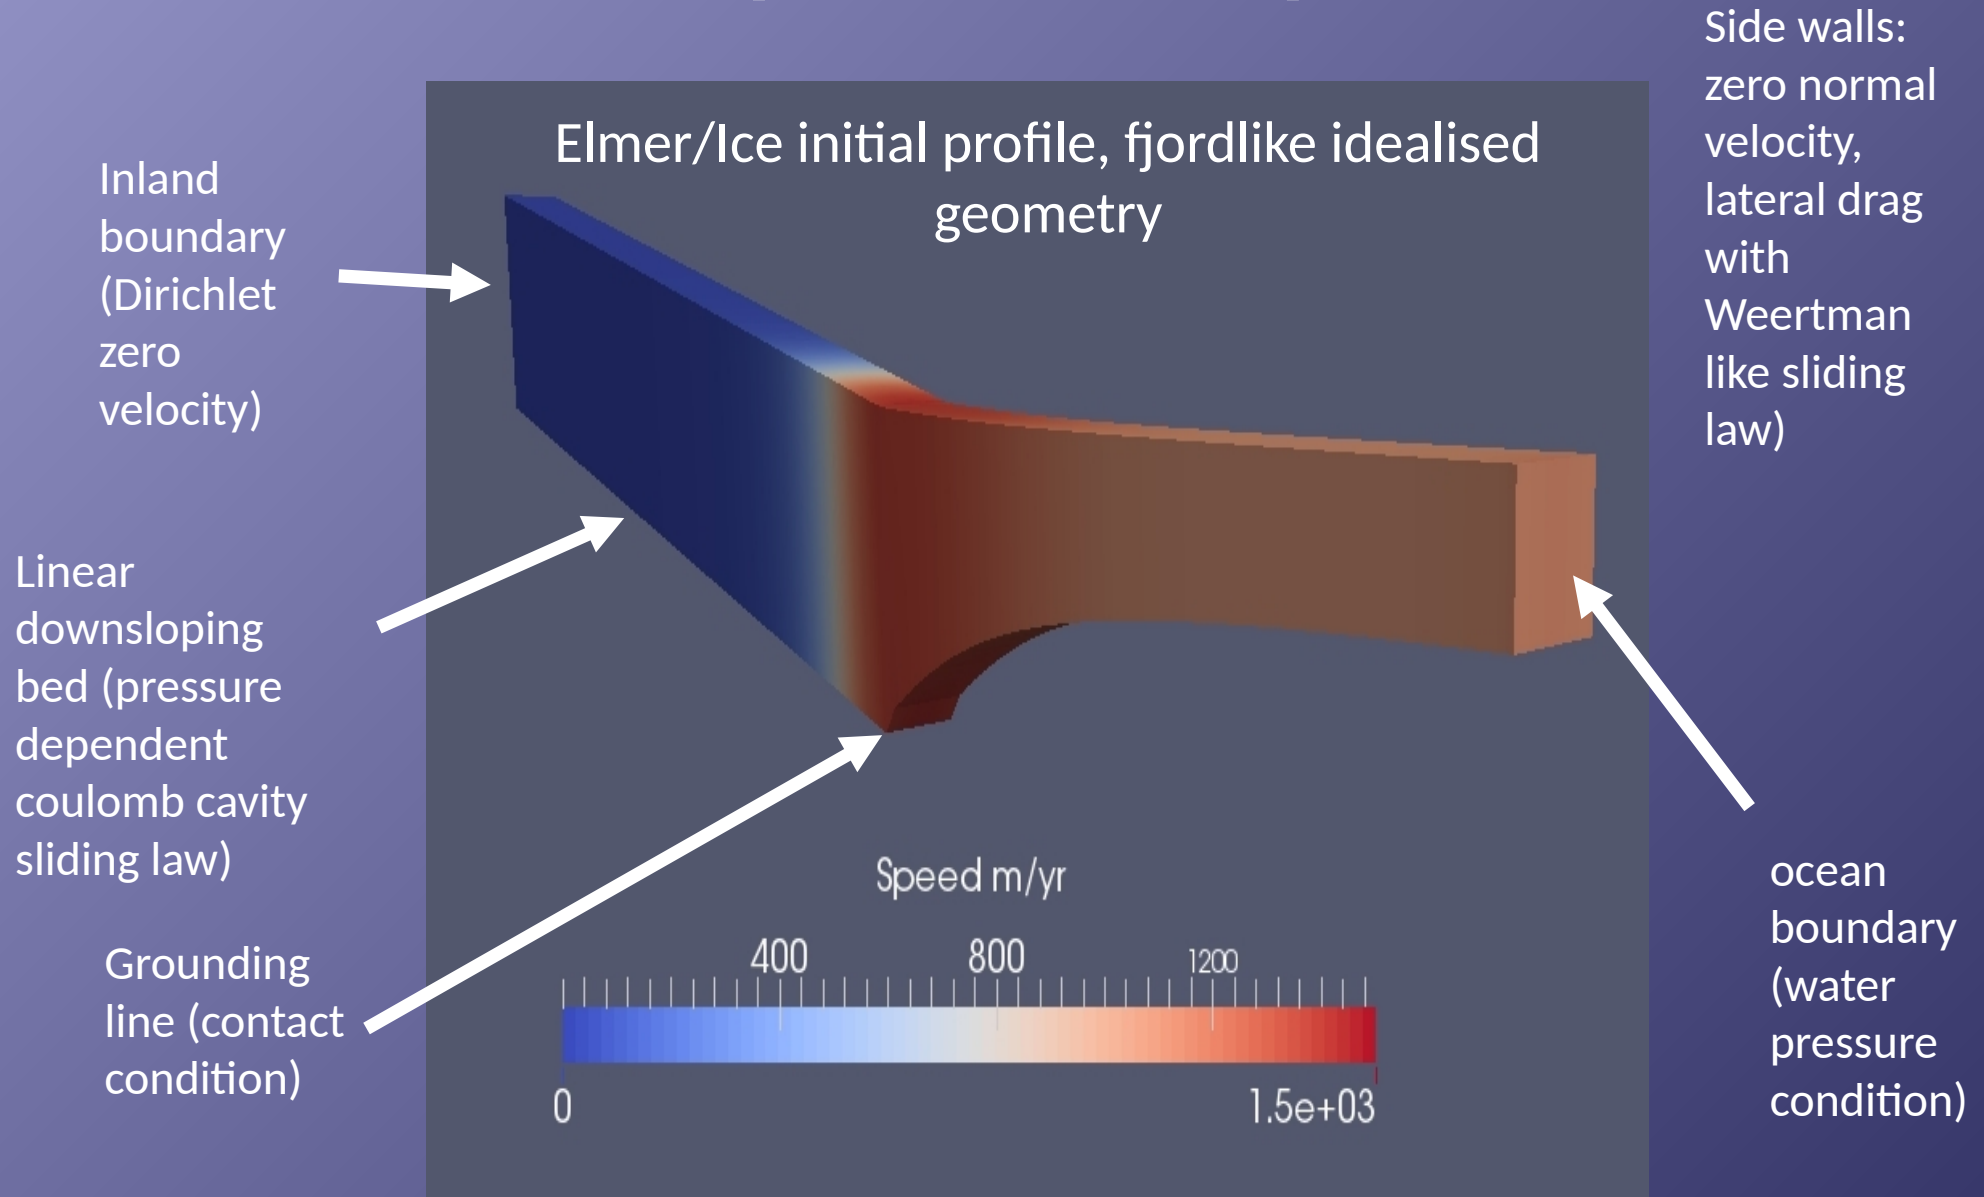 Side walls:
zero normal
velocity,
lateral drag
with
Weertman
like sliding
law)
Elmer/Ice initial profile, fjordlike idealised
geometry
Inland
boundary
(Dirichlet
zero
velocity)
Linear
downsloping
bed (pressure
dependent
coulomb cavity
sliding law)
Grounding
line (contact
condition)
ocean
boundary
(water
pressure
condition)
Speed m/yr
400 800 1200
0 1.5e+03